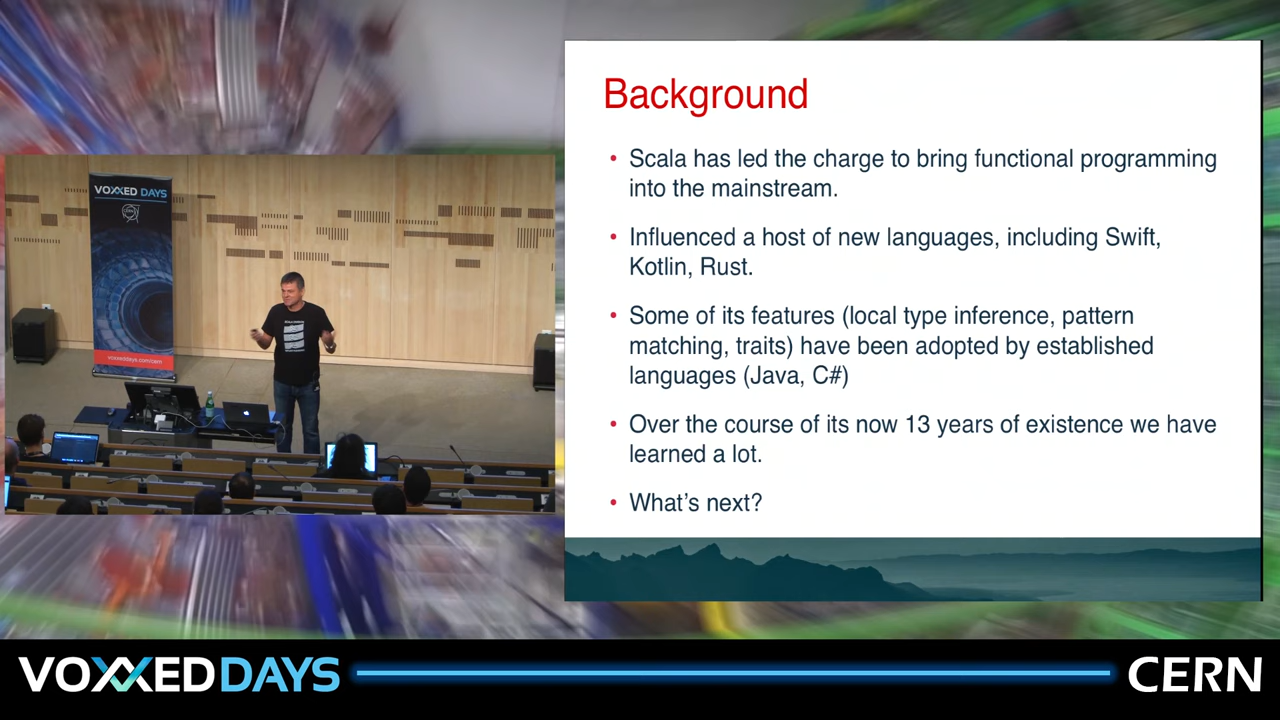 Background
• Scala has led the charge to bring functional programming
into the mainstream.
• Influenced a host of new languages, including Swift,
Kotlin, Rust.
• Some of its features (local type inference, pattern
matching, traits) have been adopted by established
languages (Java, C#)
• Over the course of its now 13 years of existence we have
learned a lot.
• What's next?
VOXXED DAYS
CERN
voxxeddays.com/cern
VOXXED DAYS
CERN